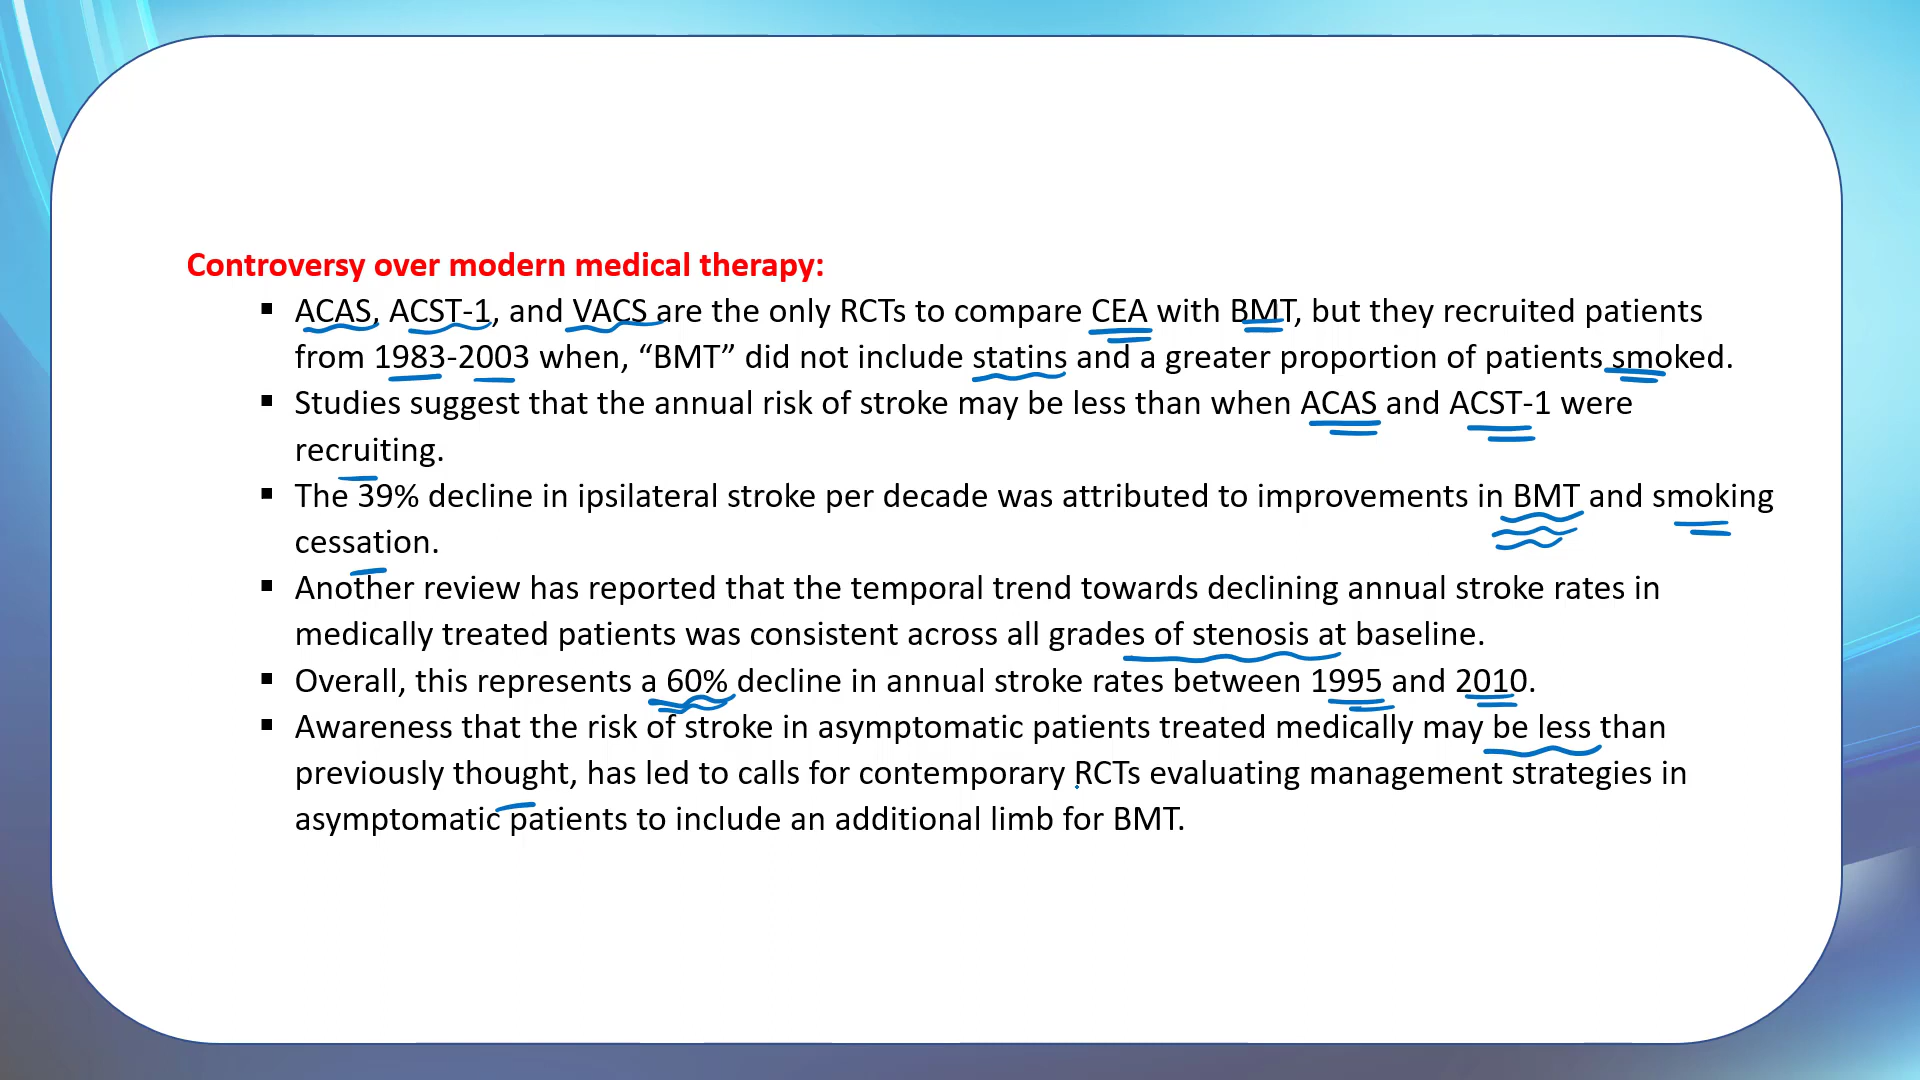 Controversy over modern medical therapy:
▪ ACAS, ACST-1, and VACS are the only RCTs to compare CEA with BMT, but they recruited patients
from 1983-2003 when, “BMT” did not include statins and a greater proportion of patients smoked.
▪ Studies suggest that the annual risk of stroke may be less than when ACAS and ACST-1 were
recruiting.
▪ The 39% decline in ipsilateral stroke per decade was attributed to improvements in BMT and smoking
cessation.
▪ Another review has reported that the temporal trend towards declining annual stroke rates in
medically treated patients was consistent across all grades of stenosis at baseline.
▪ Overall, this represents a 60% decline in annual stroke rates between 1995 and 2010.
▪ Awareness that the risk of stroke in asymptomatic patients treated medically may be less than
previously thought, has led to calls for contemporary RCTs evaluating management strategies in
asymptomatic patients to include an additional limb for BMT.